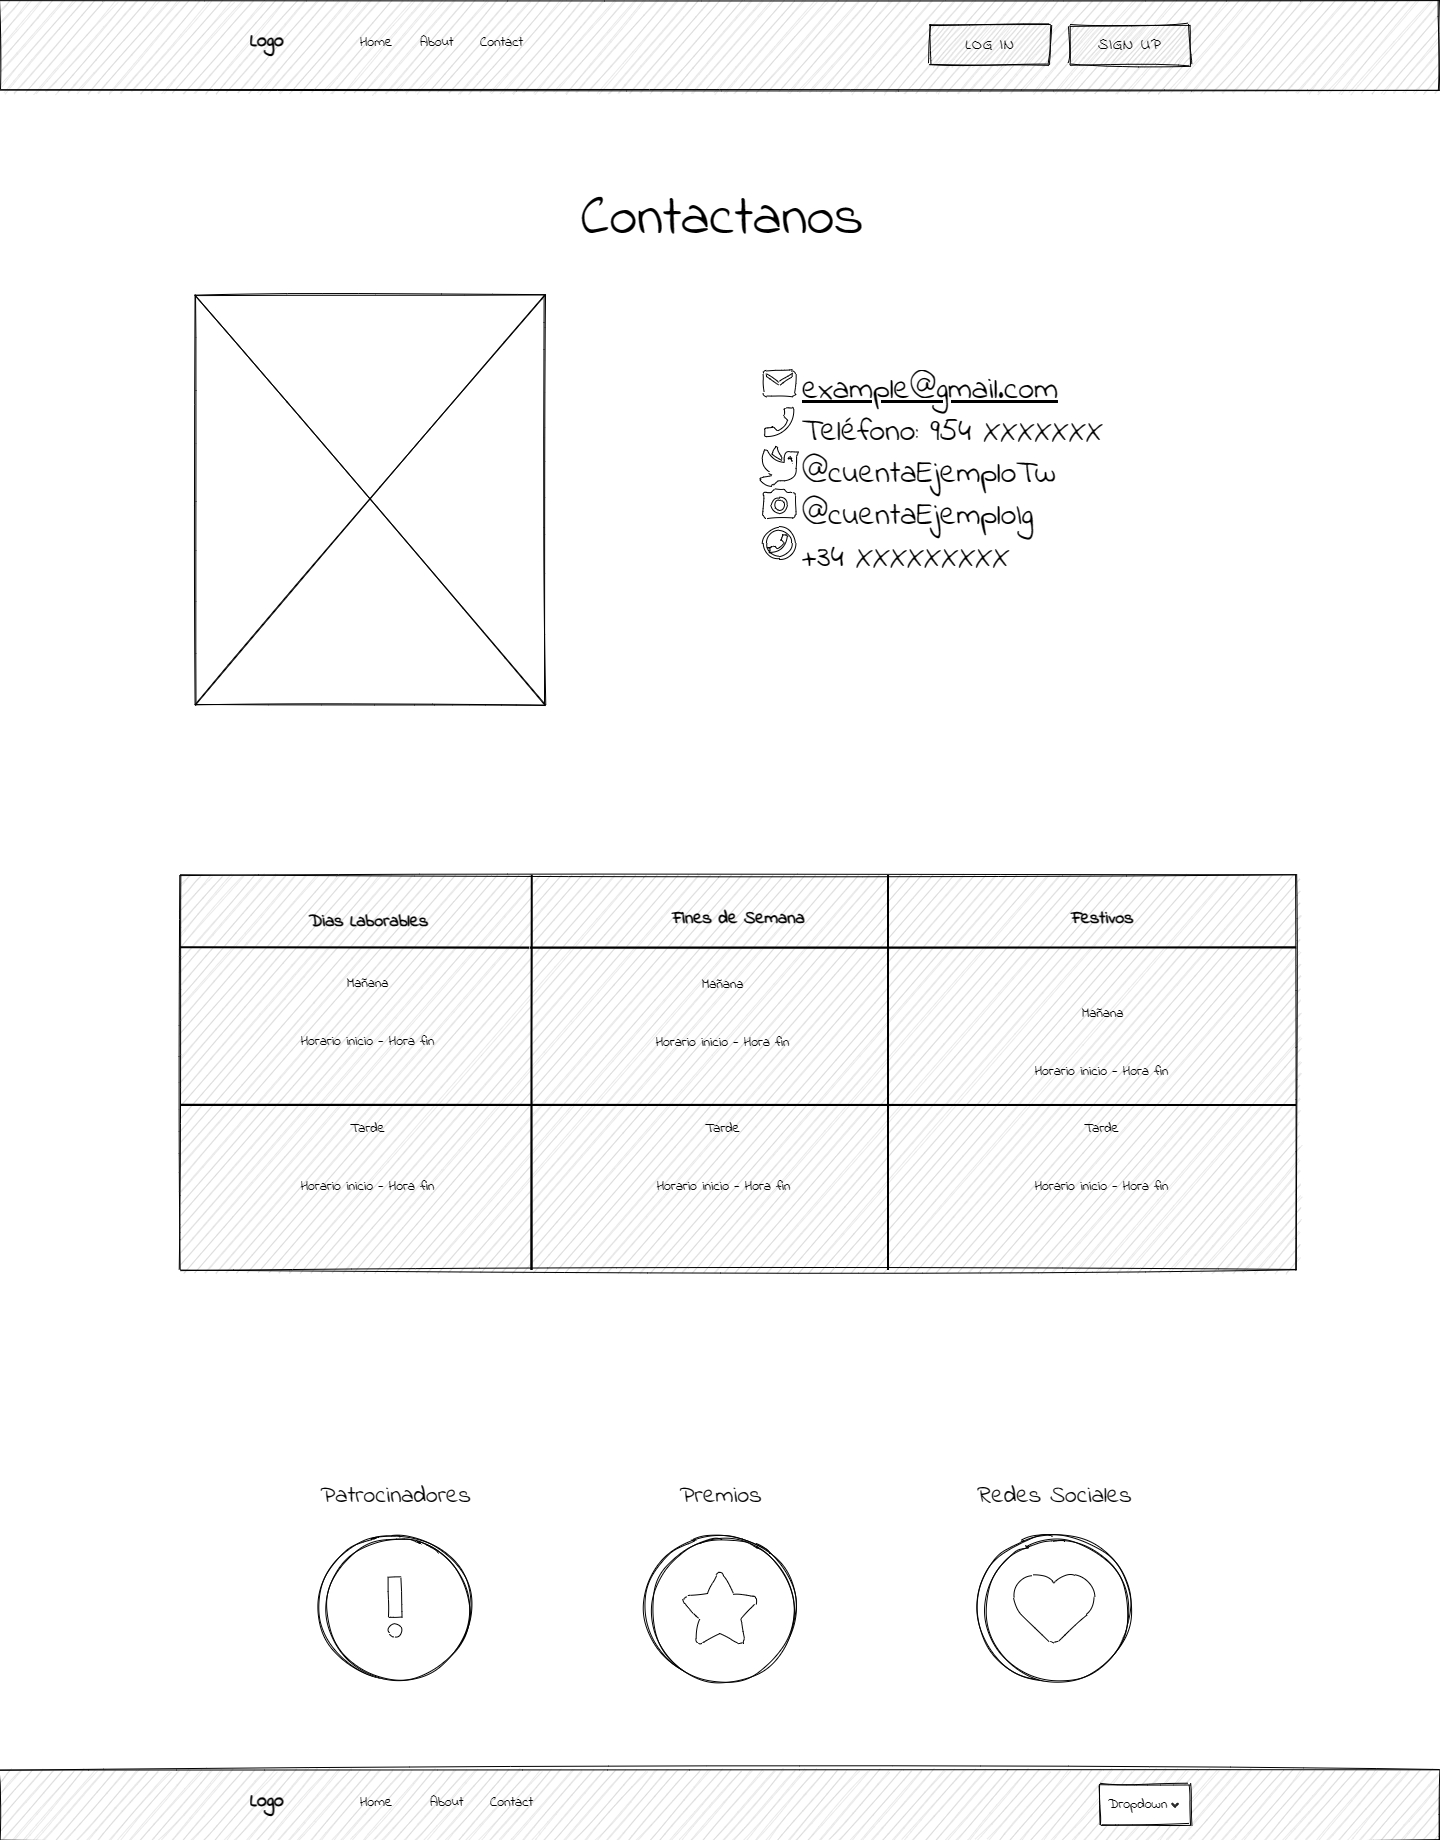 Logo Home About Contact LOG IN SIGN UP
Contactanos
example@gmail.com
Teléfono: 954 XXXXXXX
@cuentaEjemploTw
@cuentaEjemploIg
+34 XXXXXXXXX
Dias Laborables Fines de Semana Festivos
Mañana Mañana Mañana
Horario inicio - Hora fin Horario inicio - Hora fin Horario inicio - Hora fin
Tarde Tarde Tarde
Horario inicio - Hora fin Horario inicio - Hora fin Horario inicio - Hora fin
Patrocinadores Premios Redes Sociales
Logo Home About Contact Dropdown